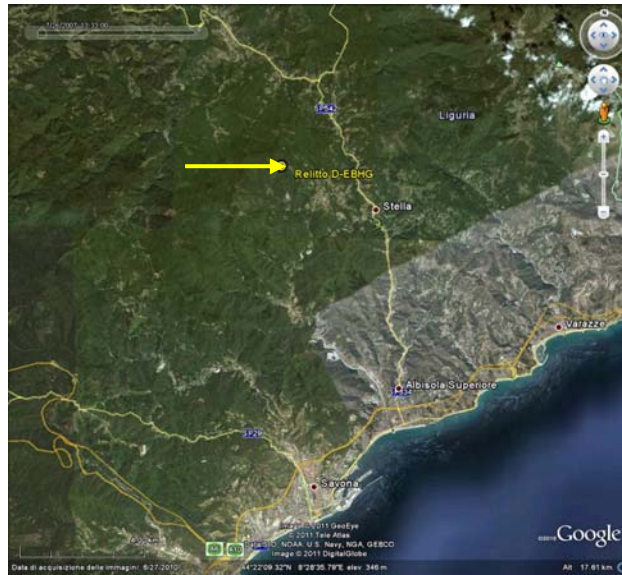 N
Liguria
Relitto D-EBHG
Stella
Varazze
Albisola Superiore
SP29
Savona
Image © 2011 GeoEye
© 2011 Tele Atlas
Data SIO, NOAA, U.S. Navy, NGA, GEBCO
Image © 2011 DigitalGlobe
Google
Data di acquisizione delle immagini: 6/27/2010
44°22'09.32"N 8°28'35.79"E elev 346 m
Alt 17.61 km